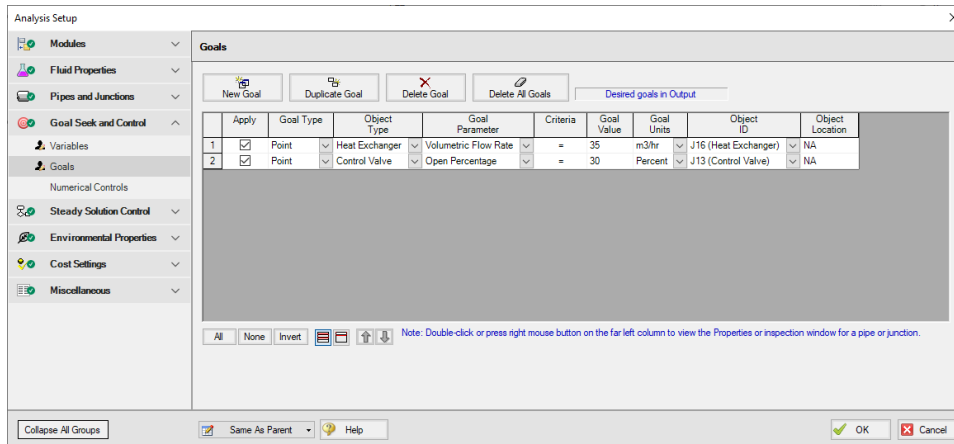 Analysis Setup
Modules
Fluid Properties
Pipes and Junctions
Goal Seek and Control
Variables
Goals
Numerical Controls
Steady Solution Control
Environmental Properties
Cost Settings
Miscellaneous
Goals
New Goal Duplicate Goal Delete Goal Delete All Goals Desired goals in Output
Apply Goal Type Object Type Goal Parameter Criteria Goal Value Goal Units Object ID Object Location
1 Point Heat Exchanger Volumetric Flow Rate = 35 m3/hr J16 (Heat Exchanger) NA
2 Point Control Valve Open Percentage = 30 Percent J13 (Control Valve) NA
All None Invert Note: Double-click or press right mouse button on the far left column to view the Properties or inspection window for a pipe or junction.
Collapse All Groups Same As Parent Help OK Cancel